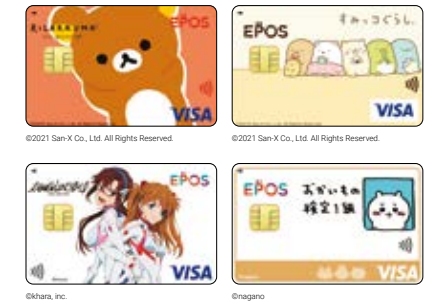 RILAKKUMA
EPOS
VISA
©2021 San-X Co., Ltd. All Rights Reserved.
すみっコぐらし
EPOS
VISA
©2021 San-X Co., Ltd. All Rights Reserved.
EPOS
VISA
©khara, inc.
EPOS
おかいもの
検定1級
VISA
©nagano